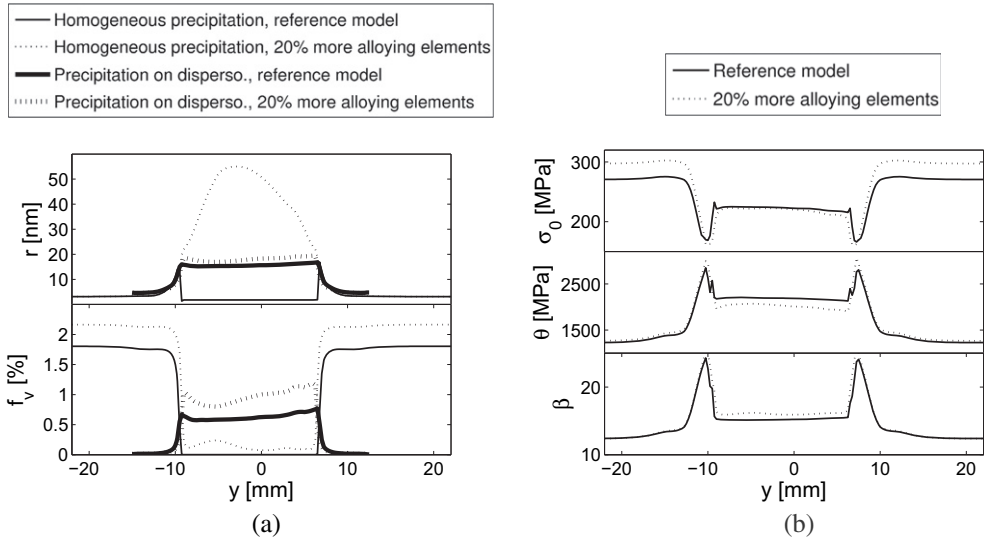 Homogeneous precipitation, reference model
Homogeneous precipitation, 20% more alloying elements
Precipitation on disperso., reference model
Precipitation on disperso., 20% more alloying elements
r [nm]
50
40
30
20
10
f_v [%]
2
1.5
1
0.5
0
−20 −10 0 10 20
y [mm]
(a)
Reference model
20% more alloying elements
σ_0 [MPa]
300
200
θ [MPa]
2500
1500
β
20
10
−20 −10 0 10 20
y [mm]
(b)